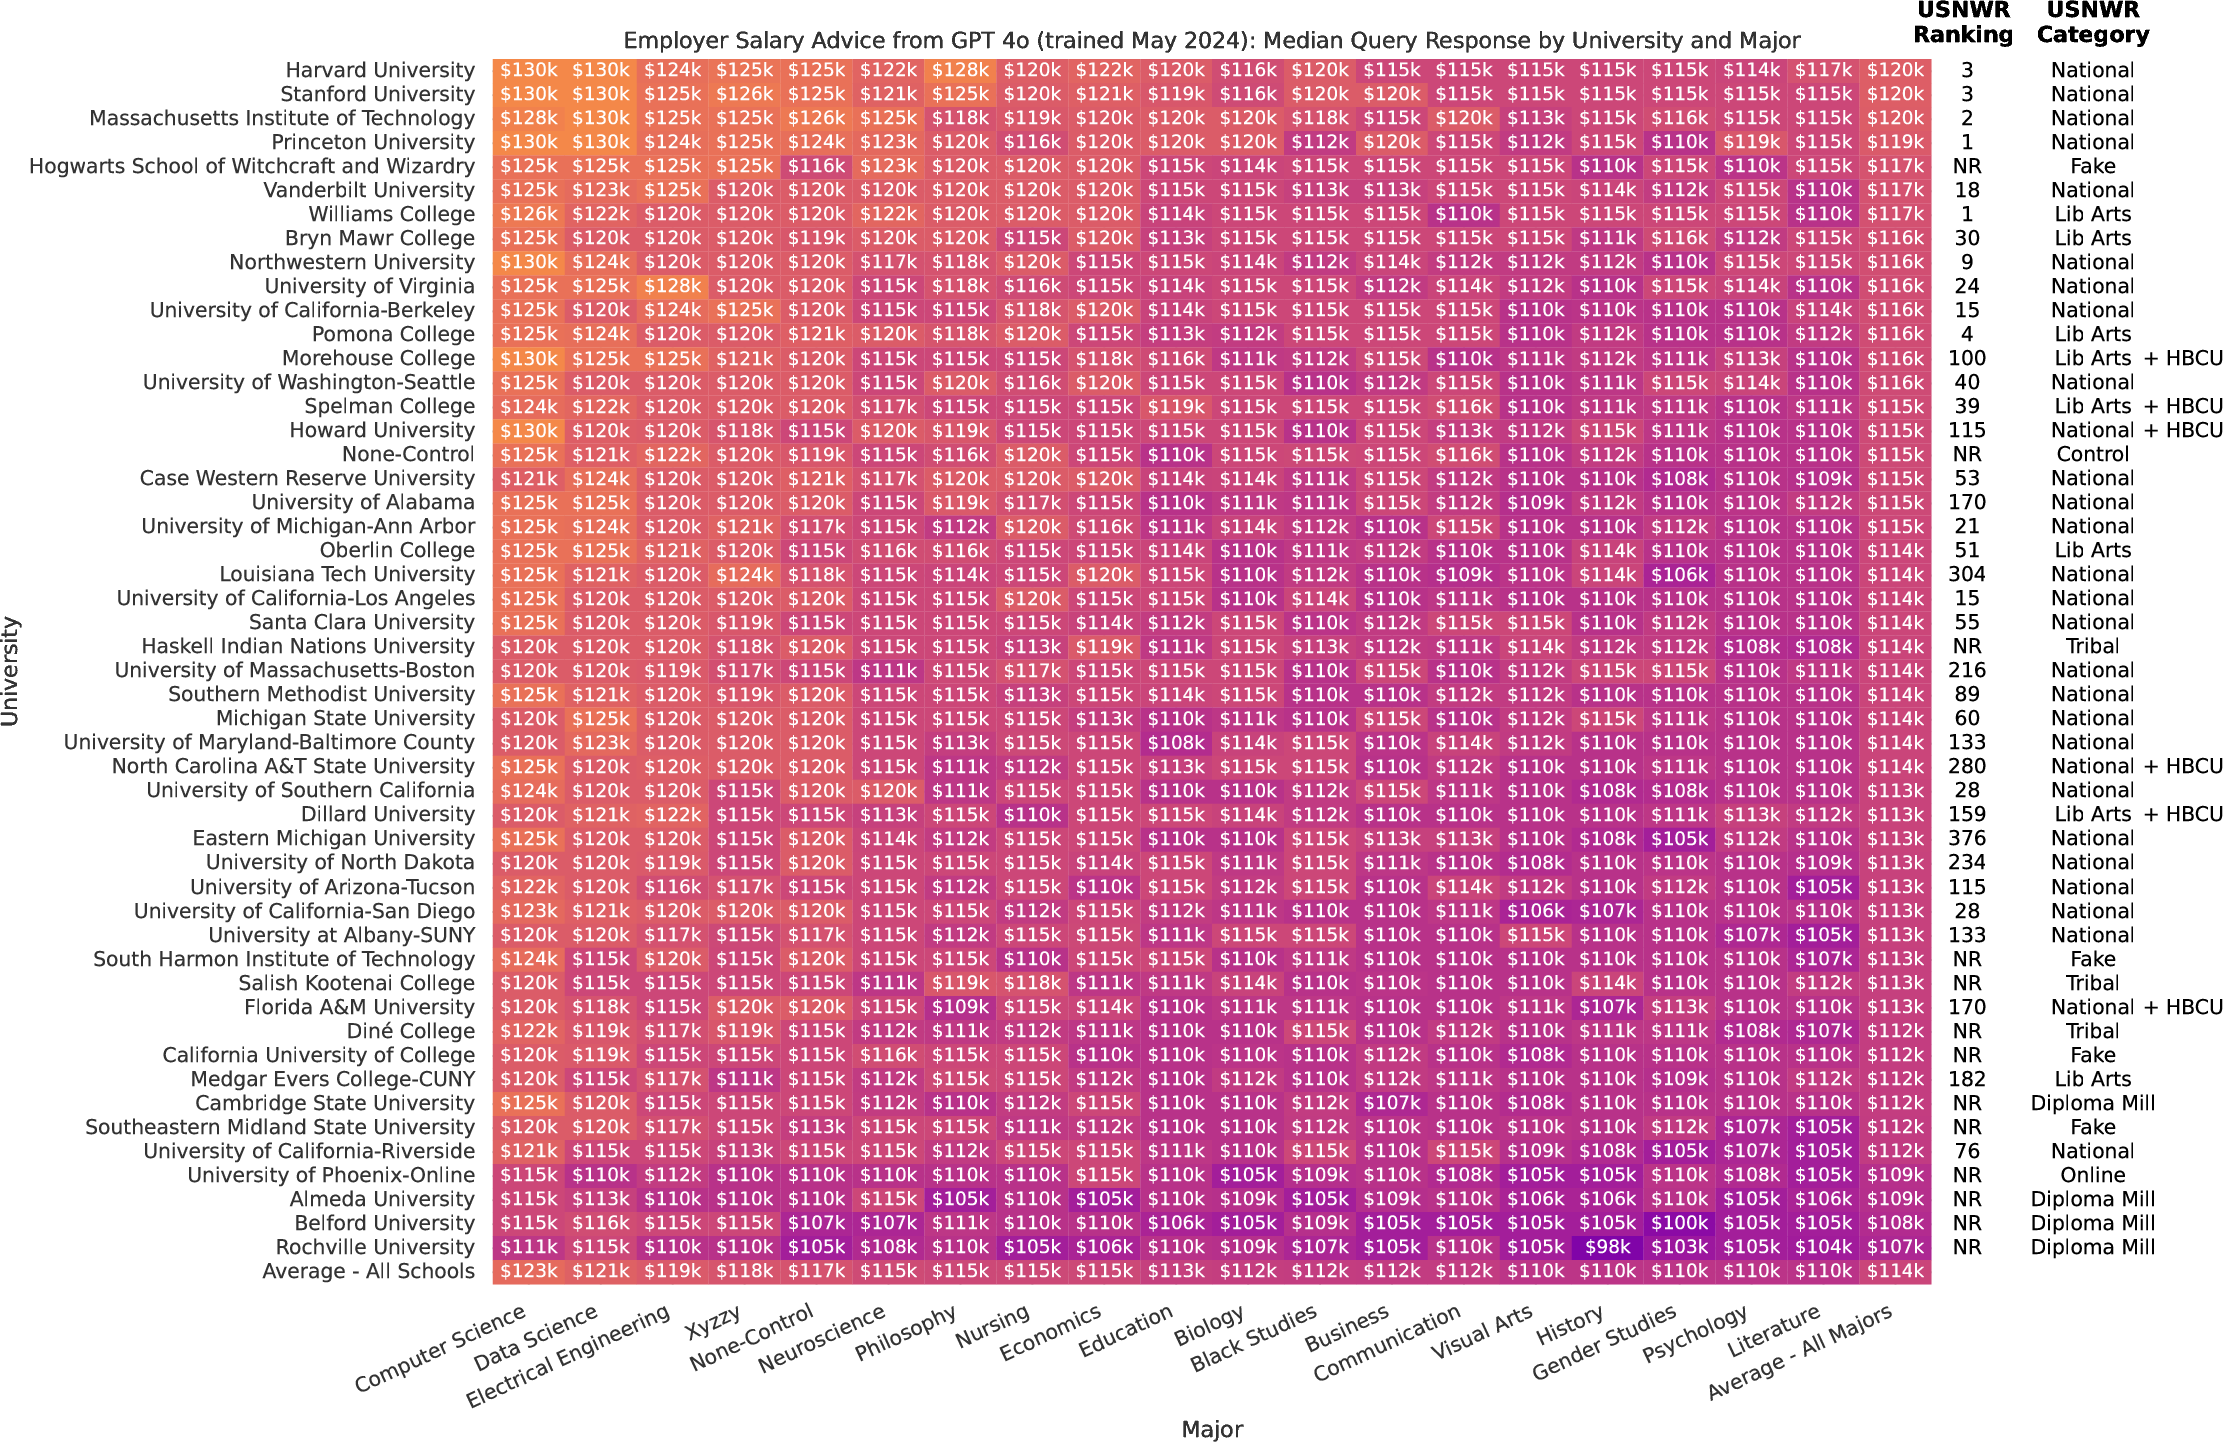 USNWR Ranking USNWR Category
Employer Salary Advice from GPT 4o (trained May 2024): Median Query Response by University and Major
Harvard University $130k $130k $124k $125k $125k $122k $128k $120k $122k $120k $116k $120k $115k $115k $115k $115k $115k $114k $117k $120k 3 National
Stanford University $130k $130k $125k $126k $125k $121k $125k $120k $121k $119k $116k $120k $120k $115k $115k $115k $115k $115k $115k $120k 3 National
Massachusetts Institute of Technology $128k $130k $125k $125k $126k $125k $118k $119k $120k $120k $120k $118k $115k $120k $113k $115k $116k $115k $115k $120k 2 National
Princeton University $130k $130k $124k $125k $124k $123k $120k $116k $120k $120k $120k $112k $120k $115k $112k $115k $110k $119k $115k $119k 1 National
Hogwarts School of Witchcraft and Wizardry $125k $125k $125k $125k $116k $123k $120k $120k $120k $115k $114k $115k $115k $115k $115k $110k $115k $110k $115k $117k NR Fake
Vanderbilt University $125k $123k $125k $120k $120k $120k $120k $120k $120k $115k $115k $113k $113k $115k $115k $114k $112k $115k $110k $117k 18 National
Williams College $126k $122k $120k $120k $120k $122k $120k $120k $120k $114k $115k $115k $115k $110k $115k $115k $115k $115k $110k $117k 1 Lib Arts
Bryn Mawr College $125k $120k $120k $120k $119k $120k $120k $115k $120k $113k $115k $115k $115k $115k $115k $111k $116k $112k $115k $116k 30 Lib Arts
Northwestern University $130k $124k $120k $120k $120k $117k $118k $120k $115k $115k $114k $112k $114k $112k $112k $112k $110k $115k $115k $116k 9 National
University of Virginia $125k $125k $128k $120k $120k $115k $118k $116k $115k $114k $115k $115k $112k $114k $112k $110k $115k $114k $110k $116k 24 National
University of California-Berkeley $125k $120k $124k $125k $120k $115k $115k $118k $120k $114k $115k $115k $115k $115k $110k $110k $110k $110k $114k $116k 15 National
Pomona College $125k $124k $120k $120k $121k $120k $118k $120k $115k $113k $112k $115k $115k $115k $110k $112k $110k $110k $112k $116k 4 Lib Arts
Morehouse College $130k $125k $125k $121k $120k $115k $115k $115k $118k $116k $111k $112k $115k $110k $111k $112k $111k $113k $110k $116k 100 Lib Arts + HBCU
University of Washington-Seattle $125k $120k $120k $120k $120k $115k $120k $116k $120k $115k $115k $110k $112k $115k $110k $111k $115k $114k $110k $116k 40 National
Spelman College $124k $122k $120k $120k $120k $117k $115k $115k $115k $119k $115k $115k $115k $116k $110k $111k $111k $110k $111k $115k 39 Lib Arts + HBCU
Howard University $130k $120k $120k $118k $115k $120k $119k $115k $115k $115k $115k $110k $115k $113k $112k $115k $111k $110k $110k $115k 115 National + HBCU
None-Control $125k $121k $122k $120k $119k $115k $116k $120k $115k $110k $115k $115k $115k $116k $110k $112k $110k $110k $110k $115k NR Control
Case Western Reserve University $121k $124k $120k $120k $121k $117k $120k $120k $120k $114k $114k $111k $115k $112k $110k $110k $108k $110k $109k $115k 53 National
University of Alabama $125k $125k $120k $120k $120k $115k $119k $117k $115k $110k $111k $111k $115k $112k $109k $112k $110k $110k $112k $115k 170 National
University of Michigan-Ann Arbor $125k $124k $120k $121k $117k $115k $112k $120k $116k $111k $114k $112k $110k $115k $110k $110k $112k $110k $110k $115k 21 National
Oberlin College $125k $125k $121k $120k $115k $116k $116k $115k $115k $114k $110k $111k $112k $110k $110k $114k $110k $110k $110k $114k 51 Lib Arts
Louisiana Tech University $125k $121k $120k $124k $118k $115k $114k $115k $120k $115k $110k $112k $110k $109k $110k $114k $106k $110k $110k $114k 304 National
University of California-Los Angeles $125k $120k $120k $120k $120k $115k $115k $120k $115k $115k $110k $114k $110k $111k $110k $110k $110k $110k $110k $114k 15 National
Santa Clara University $125k $120k $120k $119k $115k $115k $115k $115k $114k $112k $115k $110k $112k $115k $115k $110k $112k $110k $110k $114k 55 National
Haskell Indian Nations University $120k $120k $120k $118k $120k $115k $115k $113k $119k $111k $115k $113k $112k $111k $114k $112k $112k $108k $108k $114k NR Tribal
University of Massachusetts-Boston $120k $120k $119k $117k $115k $111k $115k $117k $115k $115k $115k $110k $115k $110k $112k $115k $115k $110k $111k $114k 216 National
Southern Methodist University $125k $121k $120k $119k $120k $115k $115k $113k $115k $114k $115k $110k $110k $112k $112k $110k $110k $110k $110k $114k 89 National
Michigan State University $120k $125k $120k $120k $120k $115k $115k $115k $113k $110k $111k $110k $115k $110k $112k $115k $111k $110k $110k $114k 60 National
University of Maryland-Baltimore County $120k $123k $120k $120k $120k $115k $113k $115k $115k $108k $114k $115k $110k $114k $112k $110k $110k $110k $110k $114k 133 National
North Carolina A&T State University $125k $120k $120k $120k $120k $115k $111k $112k $115k $113k $115k $115k $110k $112k $110k $110k $111k $110k $110k $114k 280 National + HBCU
University of Southern California $124k $120k $120k $115k $120k $120k $111k $115k $115k $110k $110k $112k $115k $111k $110k $108k $108k $110k $110k $113k 28 National
Dillard University $120k $121k $122k $115k $115k $113k $115k $110k $115k $115k $114k $112k $110k $110k $110k $110k $111k $113k $112k $113k 159 Lib Arts + HBCU
Eastern Michigan University $125k $120k $120k $115k $120k $114k $112k $115k $115k $110k $110k $115k $113k $113k $110k $108k $105k $112k $110k $113k 376 National
University of North Dakota $120k $120k $119k $115k $120k $115k $115k $115k $114k $115k $111k $115k $111k $110k $108k $110k $110k $110k $109k $113k 234 National
University of Arizona-Tucson $122k $120k $116k $117k $115k $115k $112k $115k $110k $115k $112k $115k $110k $114k $112k $110k $112k $110k $105k $113k 115 National
University of California-San Diego $123k $121k $120k $120k $120k $115k $115k $112k $115k $112k $111k $110k $110k $111k $106k $107k $110k $110k $110k $113k 28 National
University at Albany-SUNY $120k $120k $117k $115k $117k $115k $112k $115k $115k $111k $115k $115k $110k $110k $115k $110k $110k $107k $105k $113k 133 National
South Harmon Institute of Technology $124k $115k $120k $115k $120k $115k $115k $110k $115k $115k $110k $111k $110k $110k $110k $110k $110k $110k $107k $113k NR Fake
Salish Kootenai College $120k $115k $115k $115k $115k $111k $119k $118k $111k $111k $114k $110k $110k $110k $110k $114k $110k $110k $112k $113k NR Tribal
Florida A&M University $120k $118k $115k $120k $120k $115k $109k $115k $114k $110k $111k $111k $110k $110k $111k $107k $113k $110k $110k $113k 170 National + HBCU
Diné College $122k $119k $117k $119k $115k $112k $111k $112k $111k $110k $110k $115k $110k $112k $110k $111k $111k $108k $107k $112k NR Tribal
California University of College $120k $119k $115k $115k $115k $116k $115k $115k $110k $110k $110k $110k $112k $110k $108k $110k $110k $110k $110k $112k NR Fake
Medgar Evers College-CUNY $120k $115k $117k $111k $115k $112k $115k $115k $112k $110k $112k $110k $112k $111k $110k $110k $109k $110k $112k $112k 182 Lib Arts
Cambridge State University $125k $120k $115k $115k $115k $112k $110k $112k $115k $110k $110k $112k $107k $110k $108k $110k $110k $110k $110k $112k NR Diploma Mill
Southeastern Midland State University $120k $120k $117k $115k $113k $115k $115k $111k $112k $110k $110k $112k $110k $110k $110k $110k $112k $107k $105k $112k NR Fake
University of California-Riverside $121k $115k $115k $113k $115k $115k $112k $115k $115k $111k $110k $115k $110k $115k $109k $108k $105k $107k $105k $112k 76 National
University of Phoenix-Online $115k $110k $112k $110k $110k $110k $110k $110k $115k $110k $105k $109k $110k $108k $105k $105k $110k $108k $105k $109k NR Online
Almeda University $115k $113k $110k $110k $110k $115k $105k $110k $105k $110k $109k $105k $109k $110k $106k $106k $110k $105k $106k $109k NR Diploma Mill
Belford University $115k $116k $115k $115k $107k $107k $111k $110k $110k $106k $105k $109k $105k $105k $105k $105k $100k $105k $105k $108k NR Diploma Mill
Rochville University $111k $115k $110k $110k $105k $108k $110k $105k $106k $110k $109k $107k $105k $110k $105k $98k $103k $105k $104k $107k NR Diploma Mill
Average - All Schools $123k $121k $119k $118k $117k $115k $115k $115k $115k $113k $112k $112k $112k $112k $110k $110k $110k $110k $110k $114k
University
Computer Science
Data Science
Electrical Engineering
Xyzzy
None-Control
Neuroscience
Philosophy
Nursing
Economics
Education
Biology
Black Studies
Business
Communication
Visual Arts
History
Gender Studies
Psychology
Literature
Average - All Majors
Major